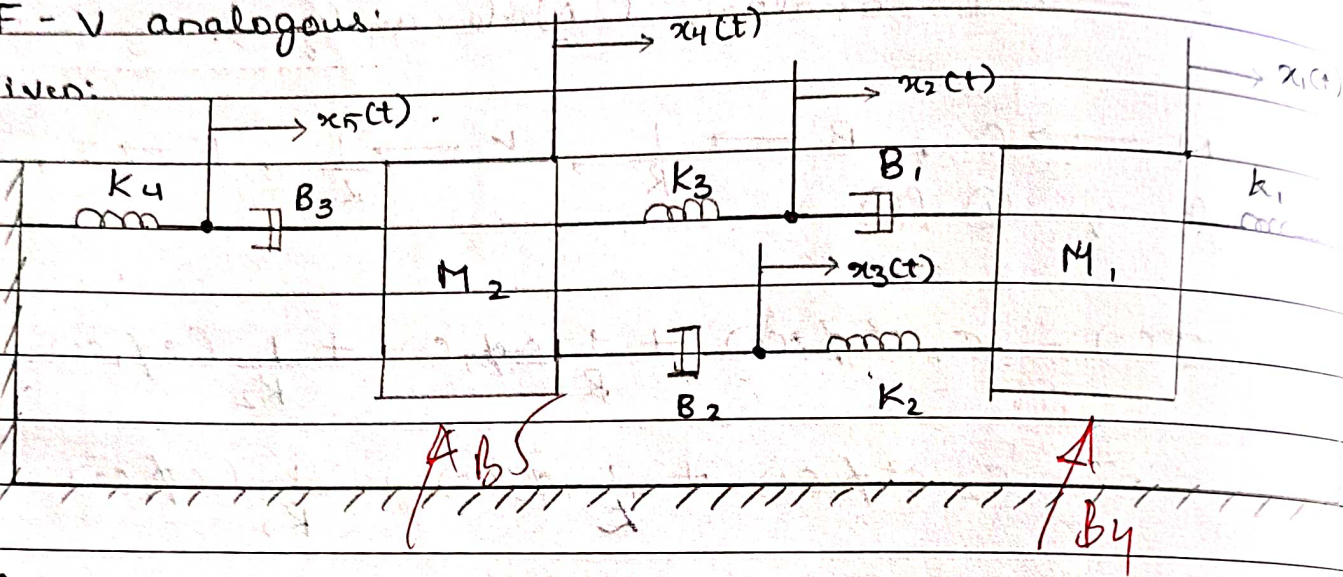 F - V analogous:
iven:
x4(t)
x2(t)
x1(t)
x5(t).
K4
B3
K3
B1
k1
M2
x3(t)
M1
B2
K2
B5
B4